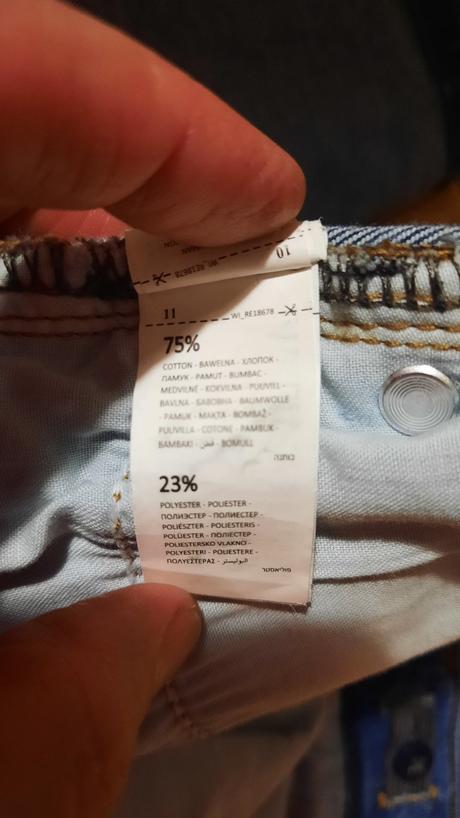 01
WI_RE18678
11 WI_RE18678
75%
COTTON - BAWEŁNA - ХЛОПОК -
ПАМУК - PAMUT - BUMBAC -
MEDVILNĖ - KOKVILNA - PUUVILL -
BAVLNA - БАВОВНА - BAUMWOLLE
- PAMUK - МАКТА - BOMBAŽ -
PUUVILLA - COTONE - PAMBUK -
BAMBAKI - قطن - BOMULL
כותנה
23%
POLYESTER - POLIESTER -
ПОЛИЭСТЕР - ПОЛИЕСТЕР -
POLIÉSZTER - POLIESTERIS -
POLÜESTER - ПОЛІЕСТЕР -
POLIESTERSKO VLAKNO -
POLYESTERI - POLIESTERE -
ΠΟΛΥΕΣΤΕΡΑΣ - البوليستر
פוליאסטר